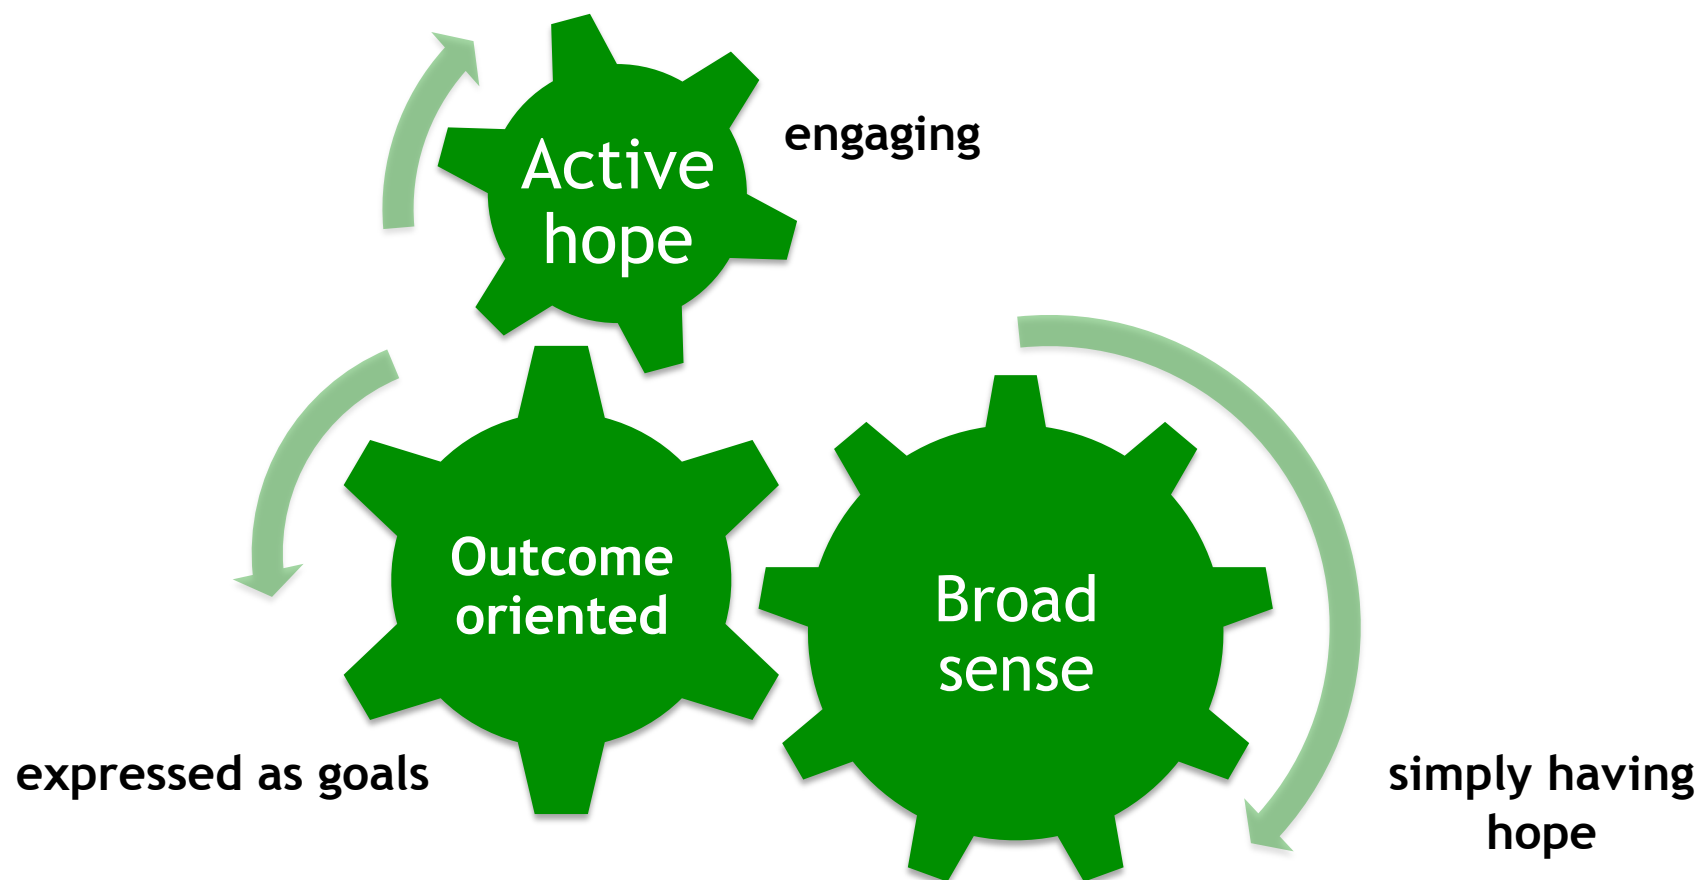 Active
hope
engaging
Outcome
oriented
expressed as goals
Broad
sense
simply having
hope